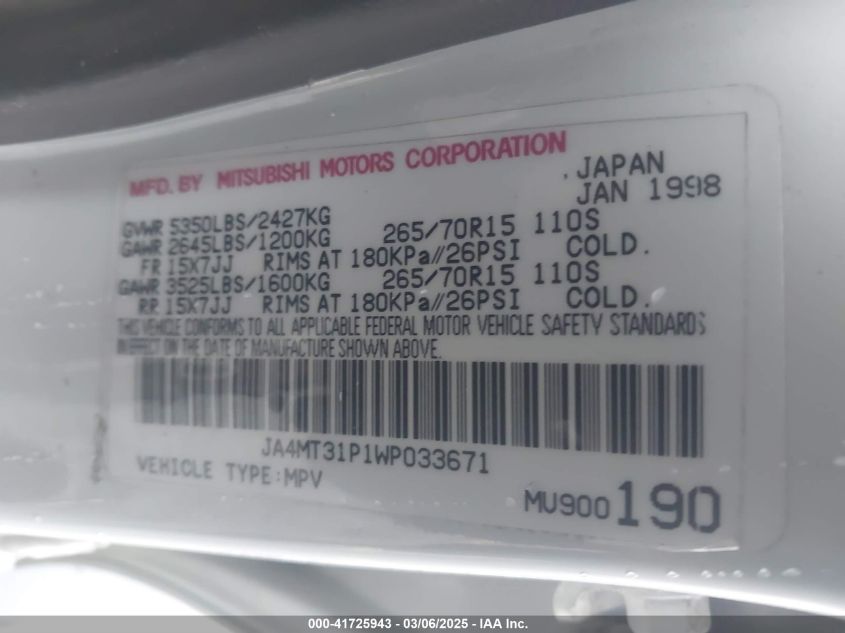 MFD. BY MITSUBISHI MOTORS CORPORATION
. JAPAN
JAN 1998
GVWR 5350LBS/2427KG
GAWR 2645LBS/1200KG 265/70R15 110S
FR 15X7JJ RIMS AT 180KPa//26PSI COLD.
GAWR 3525LBS/1600KG 265/70R15 110S
RR 15X7JJ RIMS AT 180KPa//26PSI COLD.
THIS VEHICLE CONFORMS TO ALL APPLICABLE FEDERAL MOTOR VEHICLE SAFETY STANDARDS
IN EFFECT ON THE DATE OF MANUFACTURE SHOWN ABOVE.
JA4MT31P1WP033671
VEHICLE TYPE:MPV
MU900190
000-41725943 - 03/06/2025 - IAA Inc.